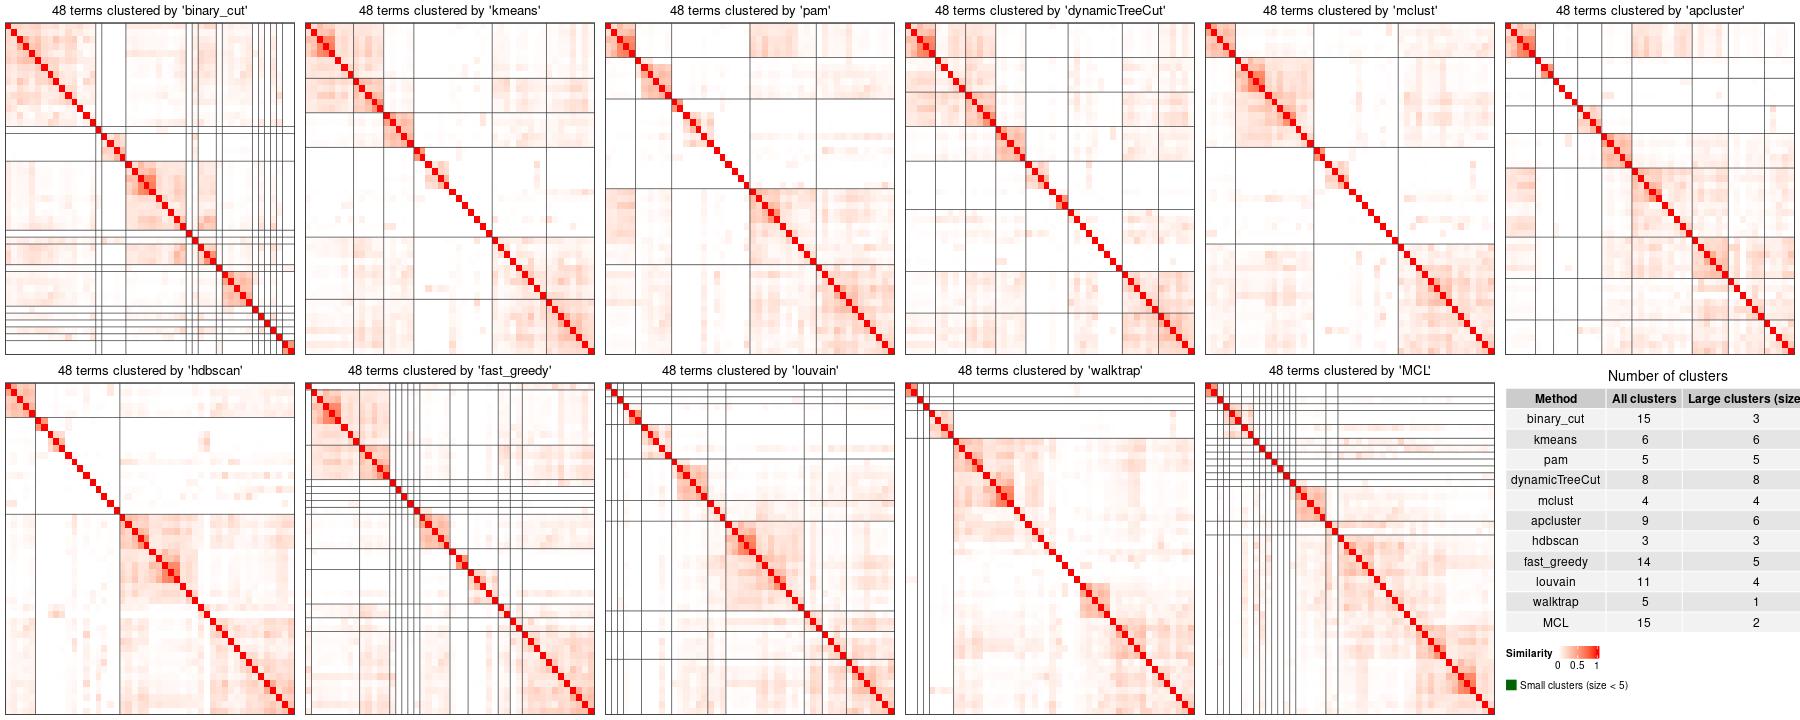 48 terms clustered by 'binary_cut'
48 terms clustered by 'kmeans'
48 terms clustered by 'pam'
48 terms clustered by 'dynamicTreeCut'
48 terms clustered by 'mclust'
48 terms clustered by 'apcluster'
48 terms clustered by 'hdbscan'
48 terms clustered by 'fast_greedy'
48 terms clustered by 'louvain'
48 terms clustered by 'walktrap'
48 terms clustered by 'MCL'
Number of clusters
Method All clusters Large clusters (size
binary_cut 15 3
kmeans 6 6
pam 5 5
dynamicTreeCut 8 8
mclust 4 4
apcluster 9 6
hdbscan 3 3
fast_greedy 14 5
louvain 11 4
walktrap 5 1
MCL 15 2
Similarity
0 0.5 1
Small clusters (size < 5)